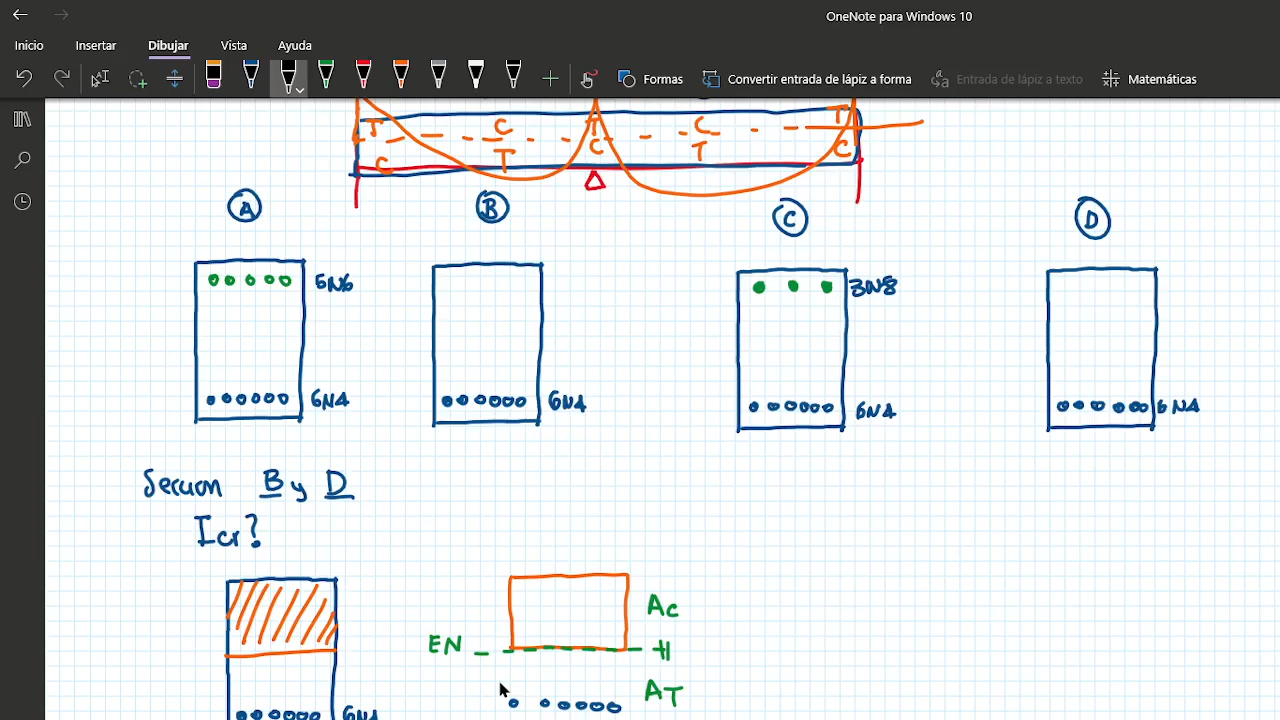 OneNote para Windows 10
Inicio Insertar Dibujar Vista Ayuda
Formas Convertir entrada de lápiz a forma Entrada de lápiz a texto Matemáticas
T C T C T
C T C T C
A B C D
5N6 3N8
6N4 6N4 6N4 6N4
Seccion B y D
Icr?
Ac
EN
AT
6N4